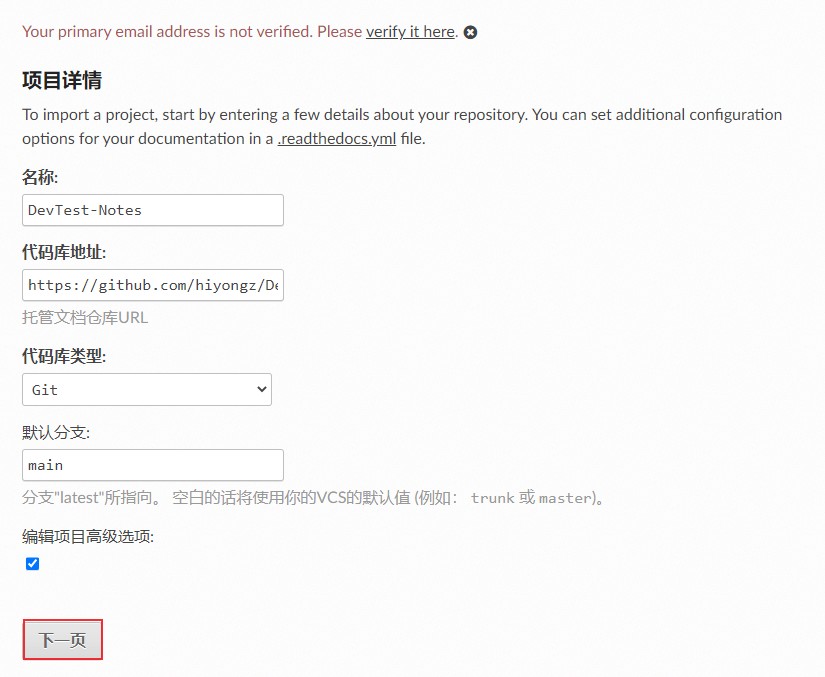 Your primary email address is not verified. Please verify it here.
项目详情
To import a project, start by entering a few details about your repository. You can set additional configuration
options for your documentation in a .readthedocs.yml file.
名称:
DevTest-Notes
代码库地址:
https://github.com/hiyongz/De
托管文档仓库URL
代码库类型:
Git
默认分支:
main
分支"latest"所指向。 空白的话将使用你的VCS的默认值 (例如： trunk 或 master)。
编辑项目高级选项:
下一页